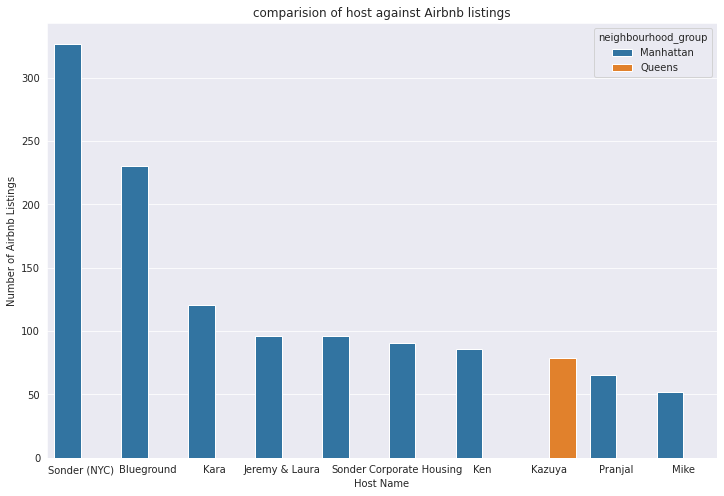 comparision of host against Airbnb listings
neighbourhood_group
Manhattan
Queens
300
250
200
150
100
50
0
Number of Airbnb Listings
Sonder (NYC) Blueground Kara Jeremy & Laura Sonder Corporate Housing Ken Kazuya Pranjal Mike
Host Name